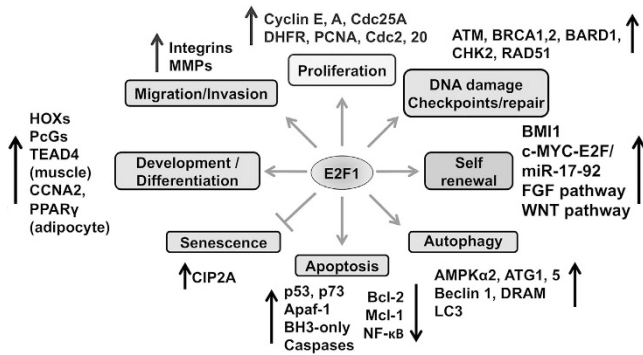 Cyclin E, A, Cdc25A
DHFR, PCNA, Cdc2, 20
Proliferation
Integrins
MMPs
Migration/Invasion
ATM, BRCA1,2, BARD1,
CHK2, RAD51
DNA damage
Checkpoints/repair
HOXs
PcGs
TEAD4
(muscle)
CCNA2,
PPARγ
(adipocyte)
Development /
Differentiation
E2F1
Self
renewal
BMI1
c-MYC-E2F/
miR-17-92
FGF pathway
WNT pathway
Senescence
CIP2A
Apoptosis
p53, p73
Apaf-1
BH3-only
Caspases
Bcl-2
Mcl-1
NF-κB
Autophagy
AMPKα2, ATG1, 5
Beclin 1, DRAM
LC3